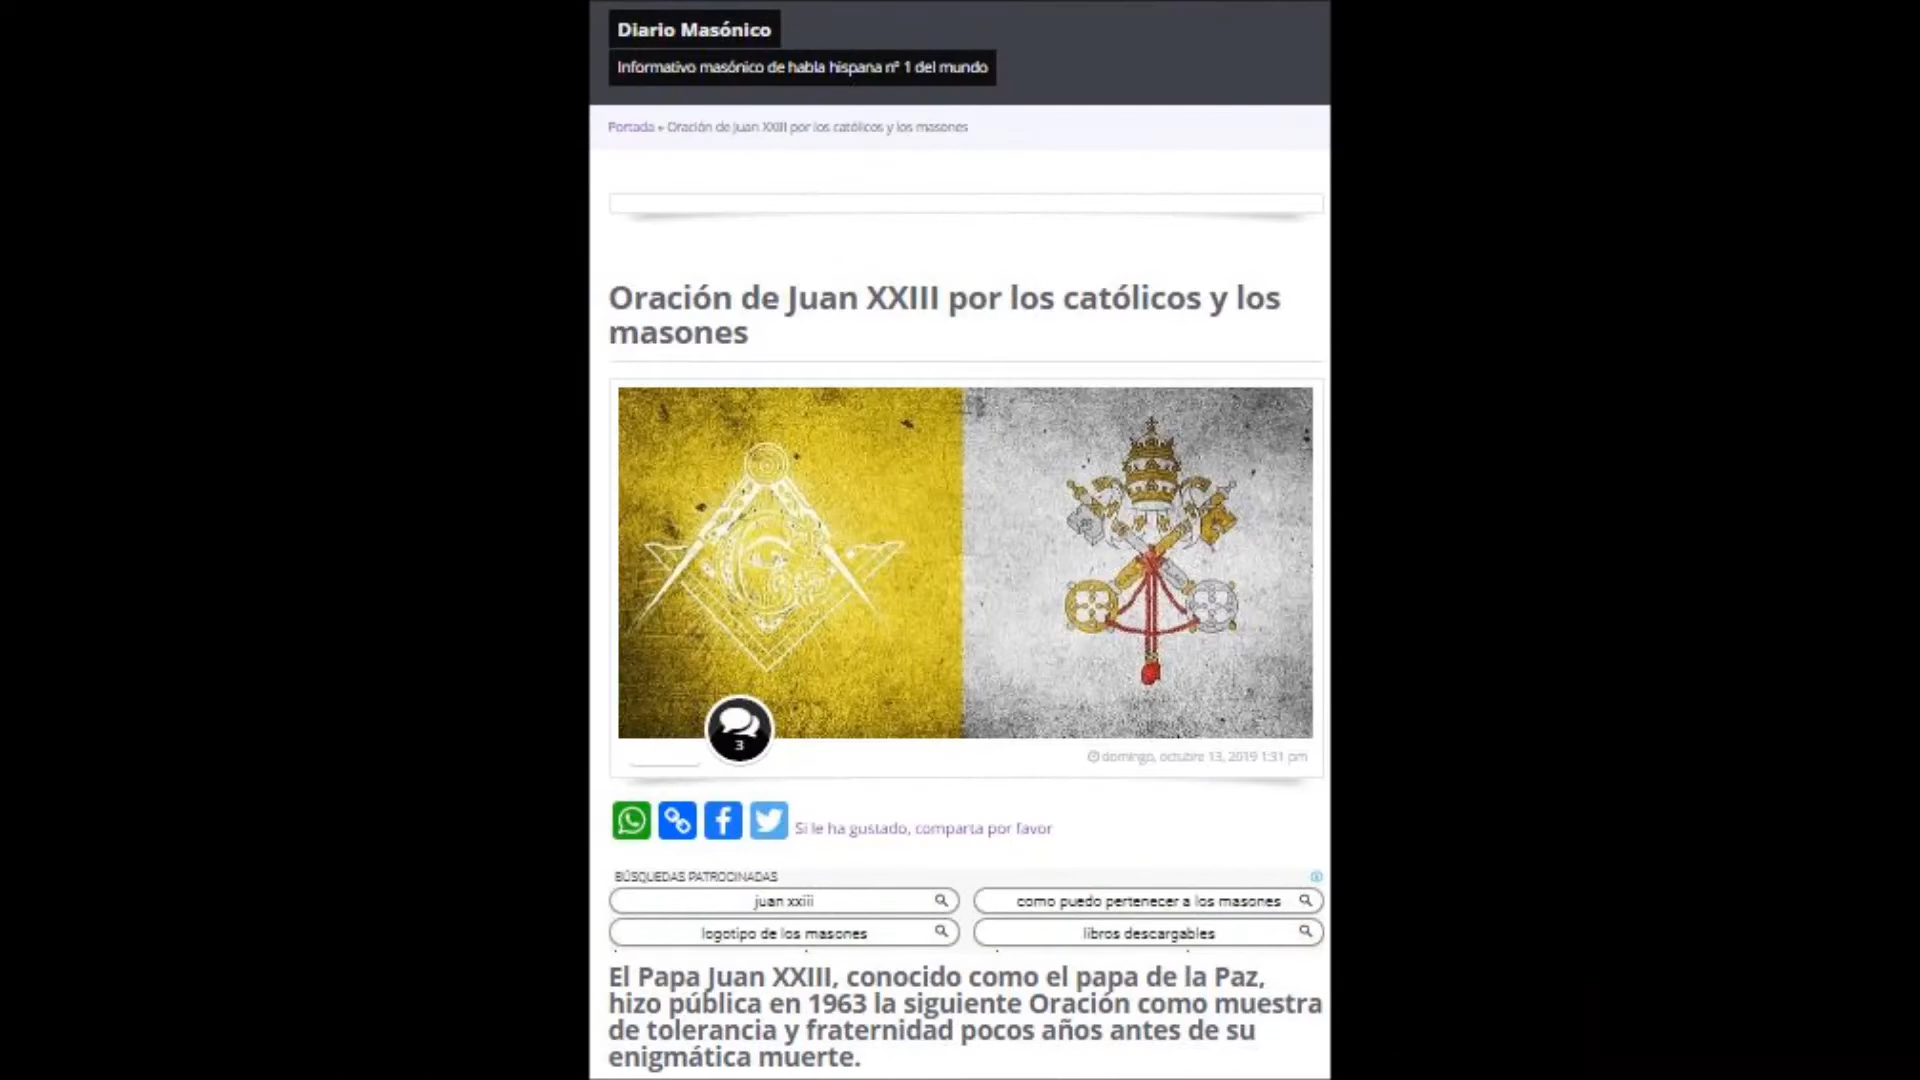 Diario Masónico
Informativo masónico de habla hispana nº 1 del mundo
Portada » Oración de Juan XXIII por los católicos y los masones
Oración de Juan XXIII por los católicos y los
masones
3
domingo, octubre 13, 2019 1:31 pm
Si le ha gustado, comparta por favor
BÚSQUEDAS PATROCINADAS
juan xxiii
como puedo pertenecer a los masones
logotipo de los masones
libros descargables
El Papa Juan XXIII, conocido como el papa de la Paz,
hizo pública en 1963 la siguiente Oración como muestra
de tolerancia y fraternidad pocos años antes de su
enigmática muerte.